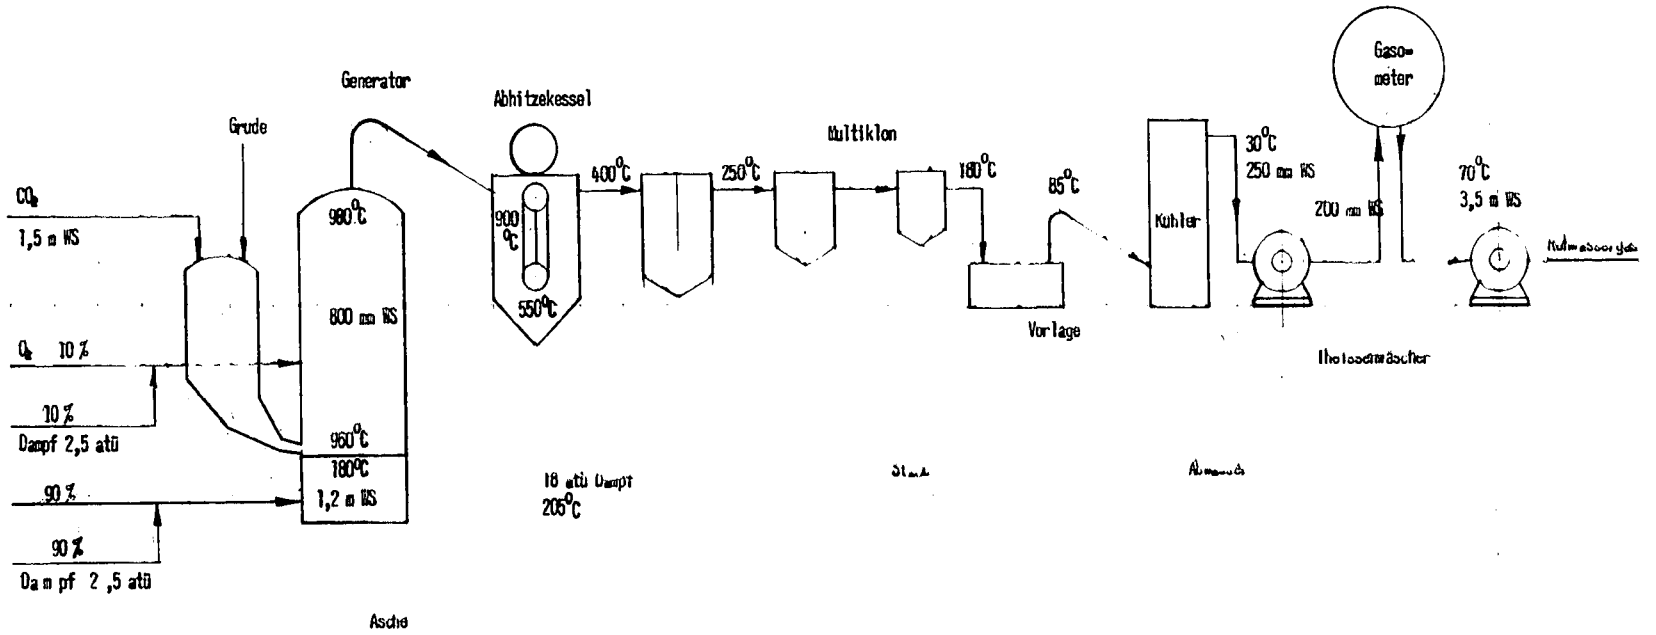 Gaso-
meter
Generator
Abhitzekessel
Grude
Multiklon
30°C
400°C
250°C
180°C
250 mm WS
70°C
85°C
CO₂
1,5 m WS
980°C
900
°C
Kühler
200 mm WS
3,5 m WS
550°C
800 mm WS
Vorlage
O₂ 10%
10%
Dampf 2,5 atü
960°C
180°C
1,2 m WS
90%
18 atü Dampf
205°C
90%
Dampf 2,5 atü
Asche